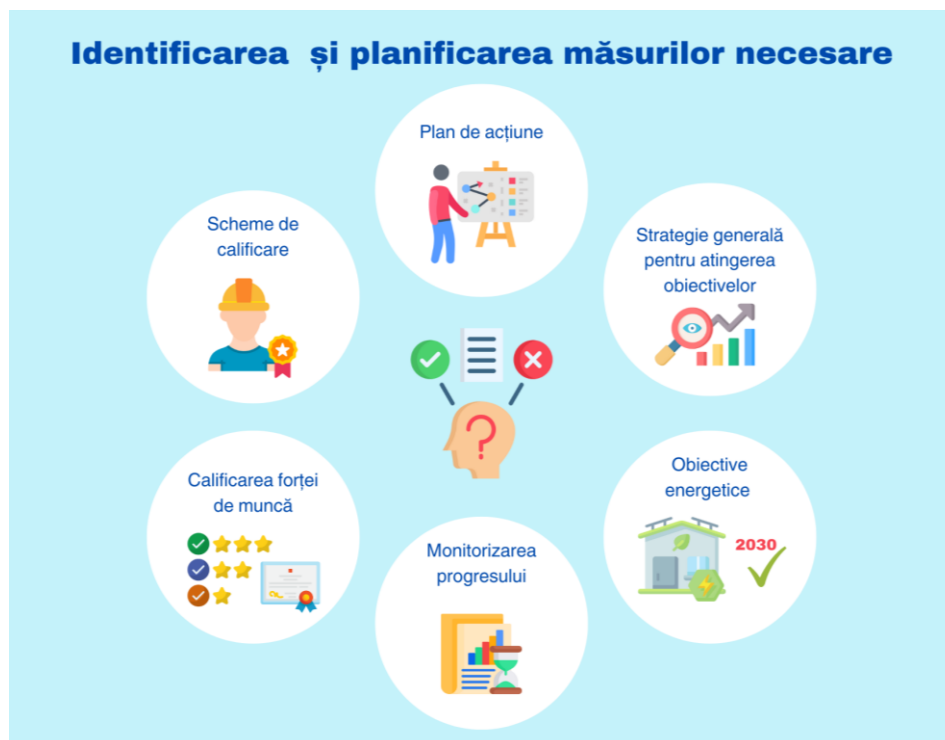 Identificarea și planificarea măsurilor necesare
Plan de acțiune
Scheme de
calificare
Strategie generală
pentru atingerea
obiectivelor
Calificarea forței
de muncă
Obiective
energetice
2030
Monitorizarea
progresului